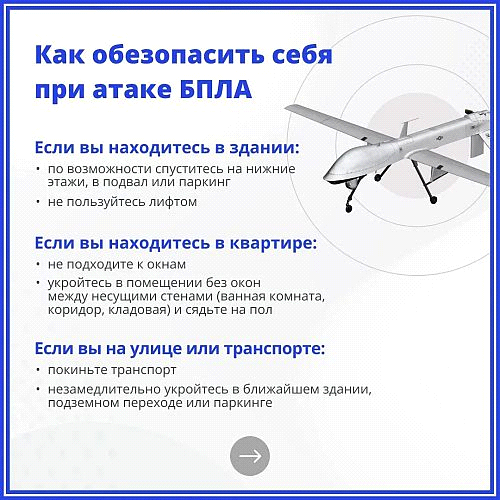 Как обезопасить себя
при атаке БПЛА
Если вы находитесь в здании:
• по возможности спуститесь на нижние
этажи, в подвал или паркинг
• не пользуйтесь лифтом
Если вы находитесь в квартире:
• не подходите к окнам
• укройтесь в помещении без окон
между несущими стенами (ванная комната,
коридор, кладовая) и сядьте на пол
Если вы на улице или транспорте:
• покиньте транспорт
• незамедлительно укройтесь в ближайшем здании,
подземном переходе или паркинге